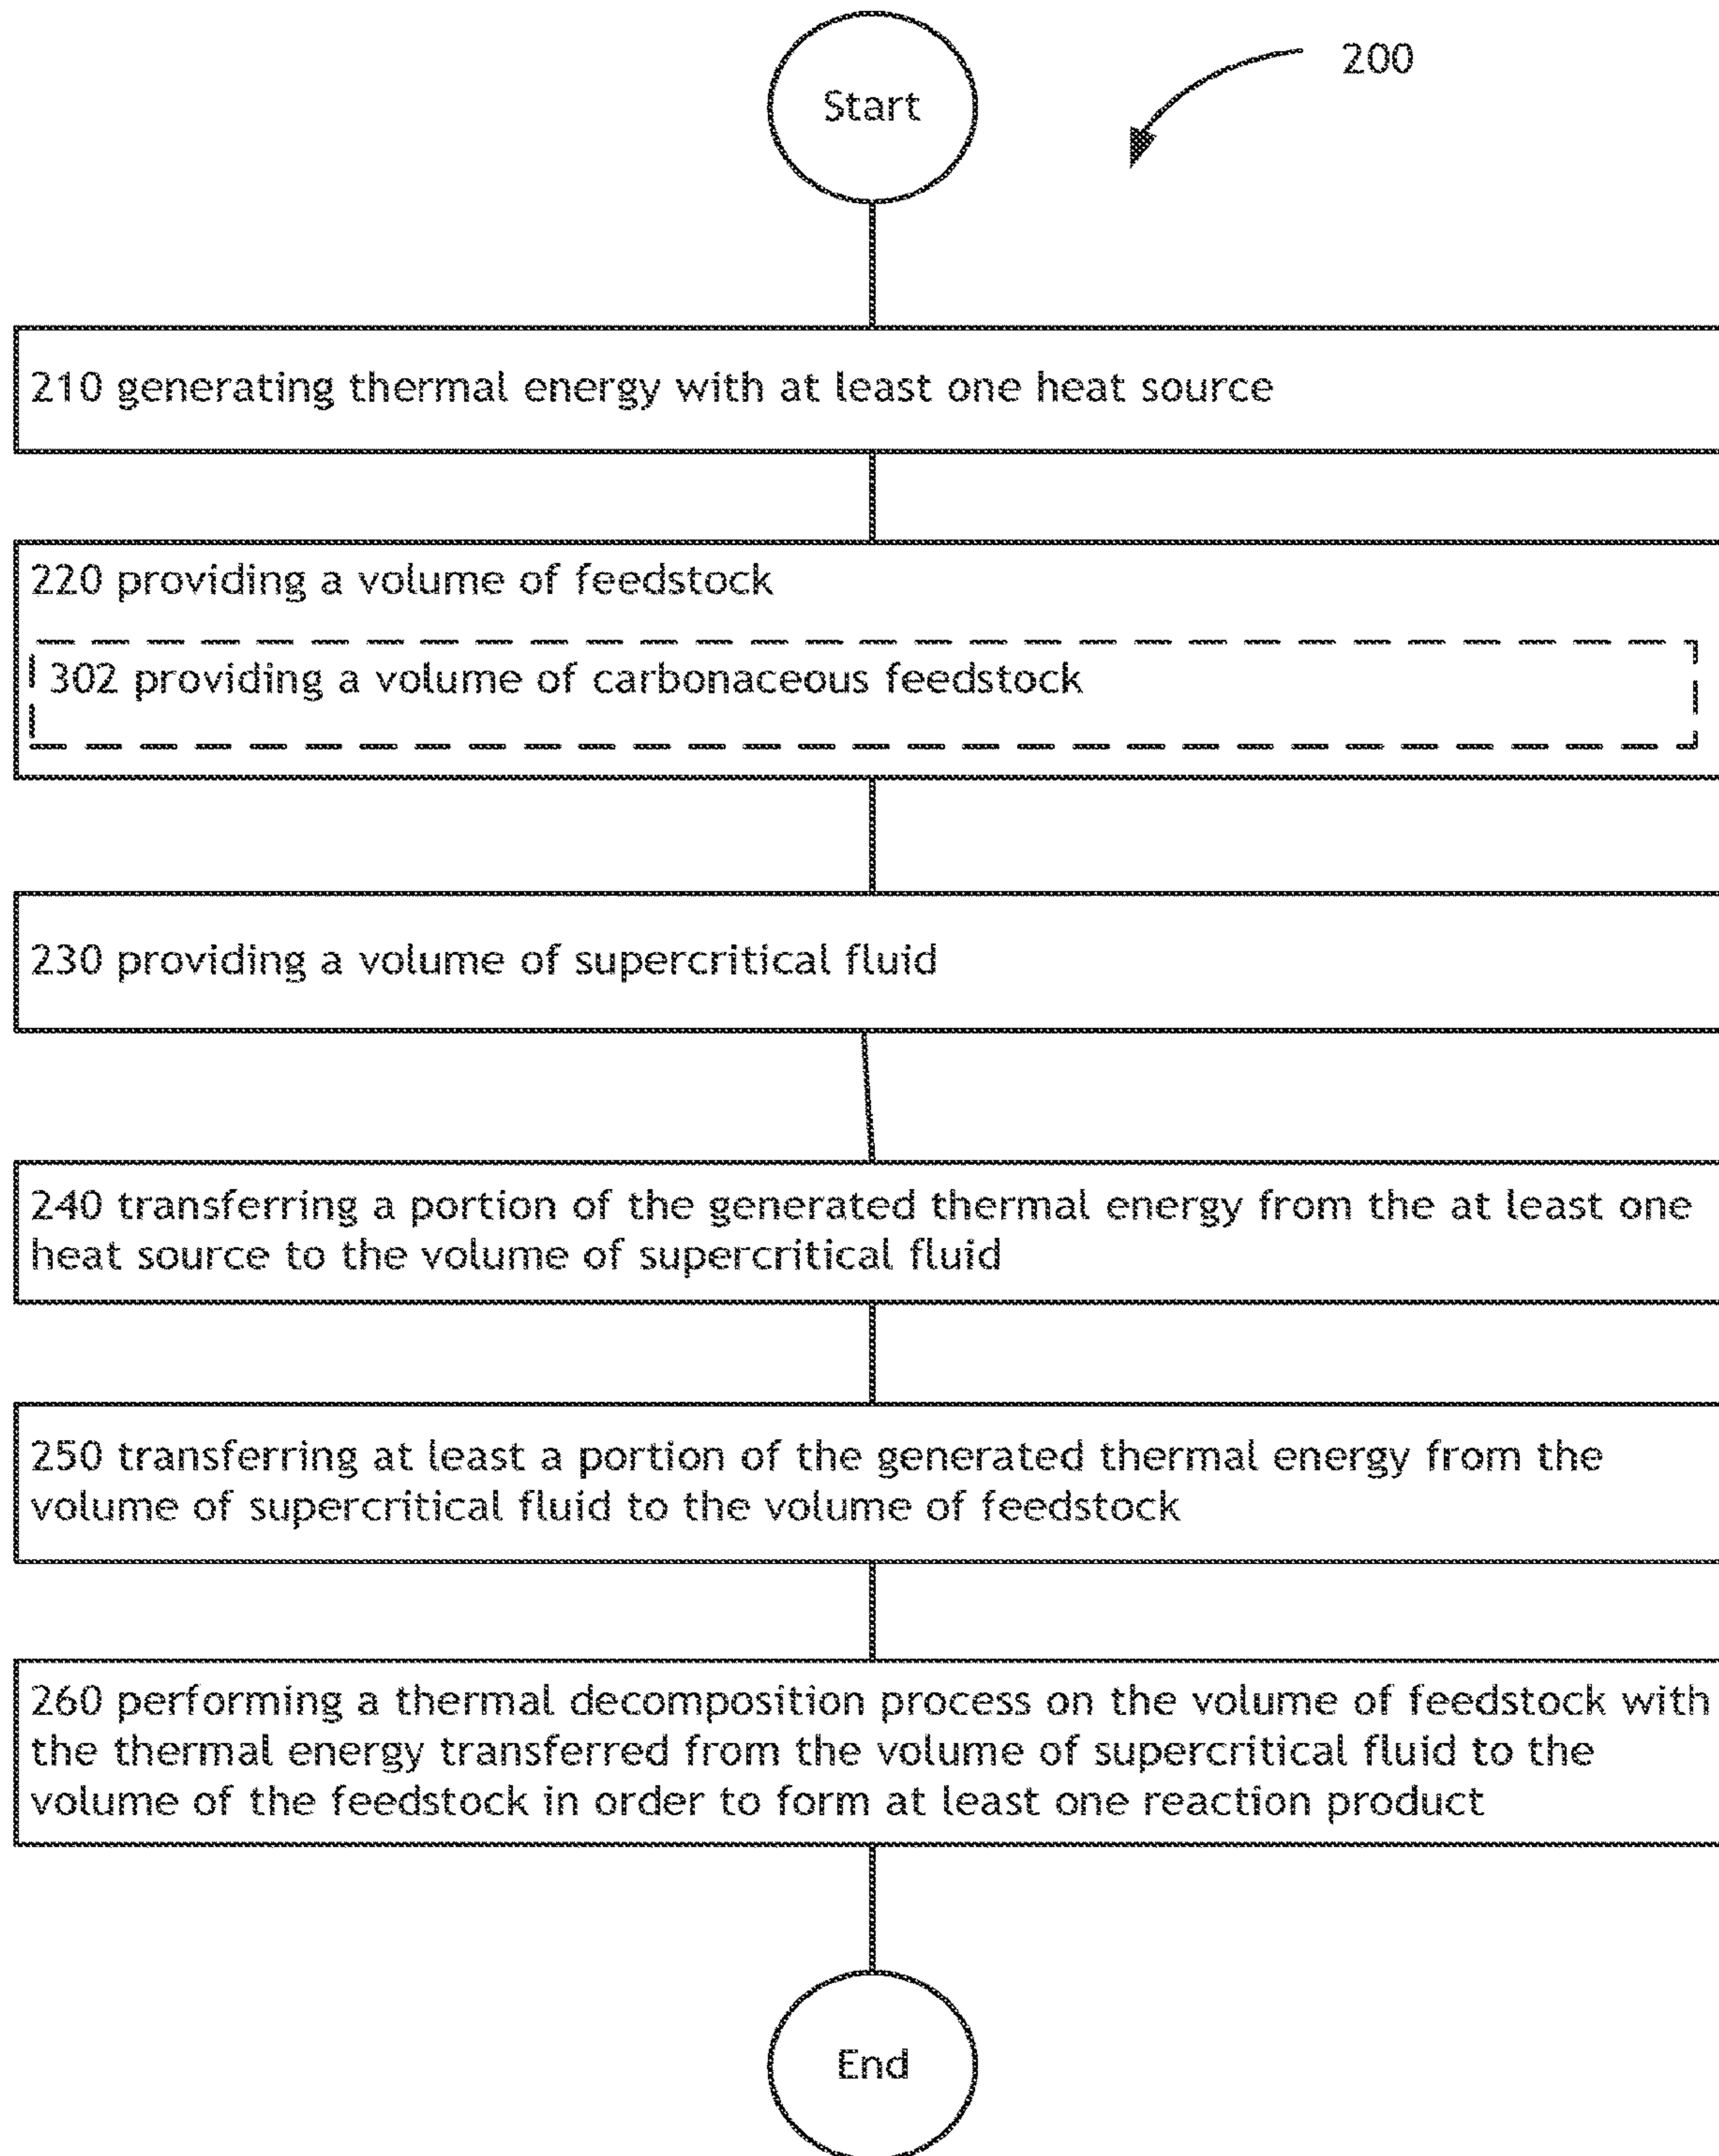 Start
200
210 generating thermal energy with at least one heat source
220 providing a volume of feedstock
302 providing a volume of carbonaceous feedstock
230 providing a volume of supercritical fluid
240 transferring a portion of the generated thermal energy from the at least one
heat source to the volume of supercritical fluid
250 transferring at least a portion of the generated thermal energy from the
volume of supercritical fluid to the volume of feedstock
260 performing a thermal decomposition process on the volume of feedstock with
the thermal energy transferred from the volume of supercritical fluid to the
volume of the feedstock in order to form at least one reaction product
End